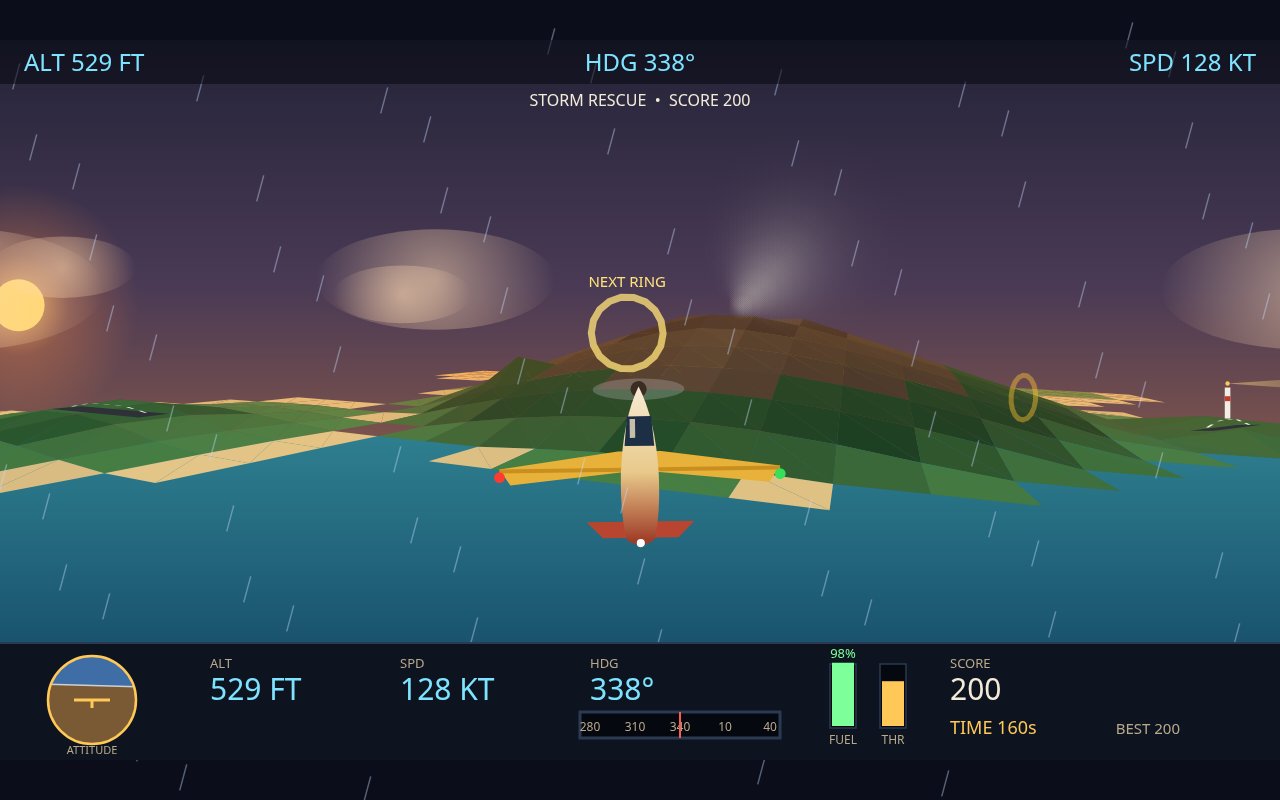 ALT 529 FT
HDG 338°
SPD 128 KT
STORM RESCUE • SCORE 200
NEXT RING
ATTITUDE
ALT
529 FT
SPD
128 KT
HDG
338°
280 310 340 10 40
98%
FUEL
THR
SCORE
200
TIME 160s
BEST 200